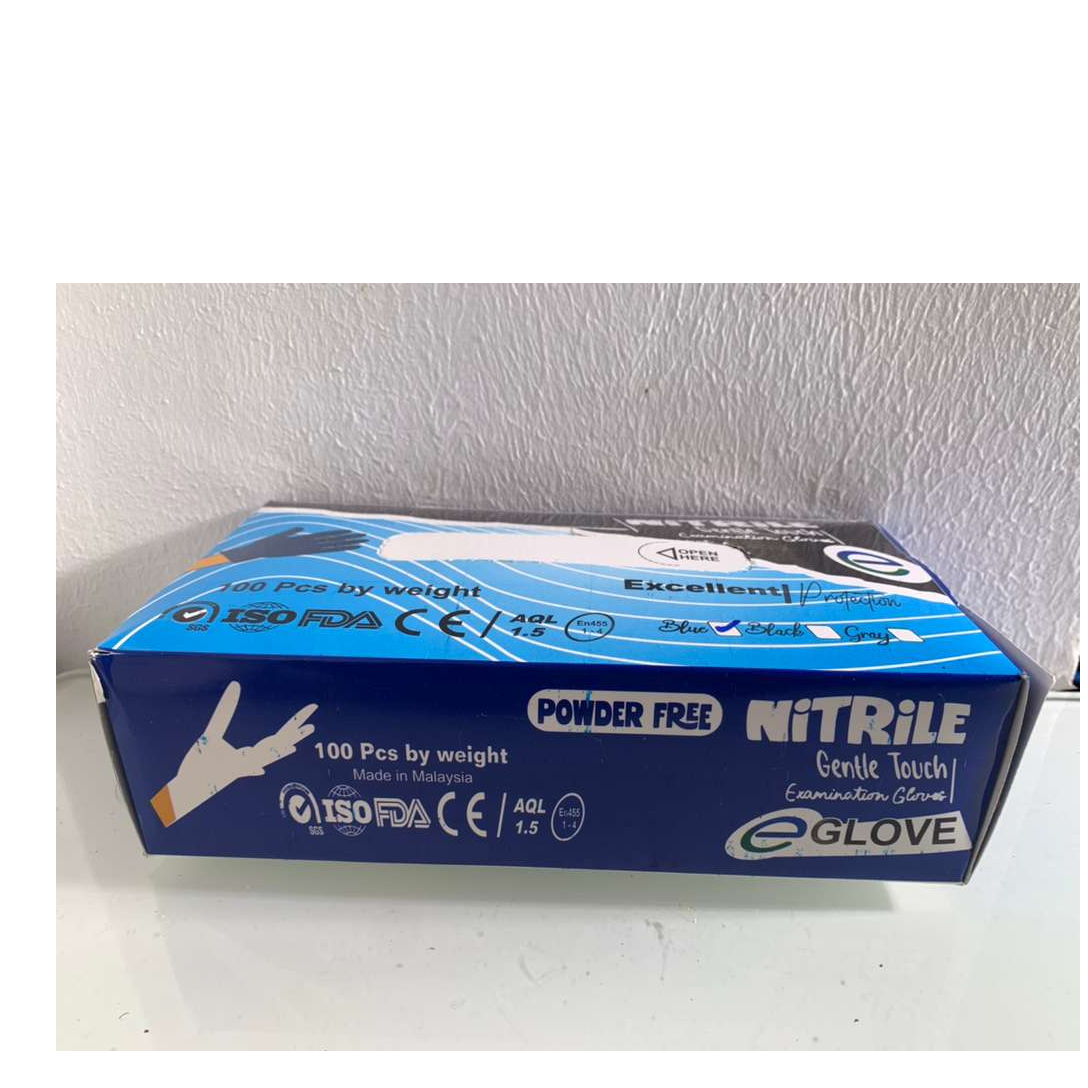 NiTRiLE
Examination Gloves
OPEN
HERE
e
100 Pcs by weight
Excellent| Protection
SGS ISO FDA CE / AQL 1.5 En455 1-4
Blue Black Gray
POWDER FREE NiTRiLE
100 Pcs by weight Gentle Touch
Made in Malaysia Examination Gloves
SGS ISO FDA CE / AQL 1.5 En455 1-4
eGLOVE